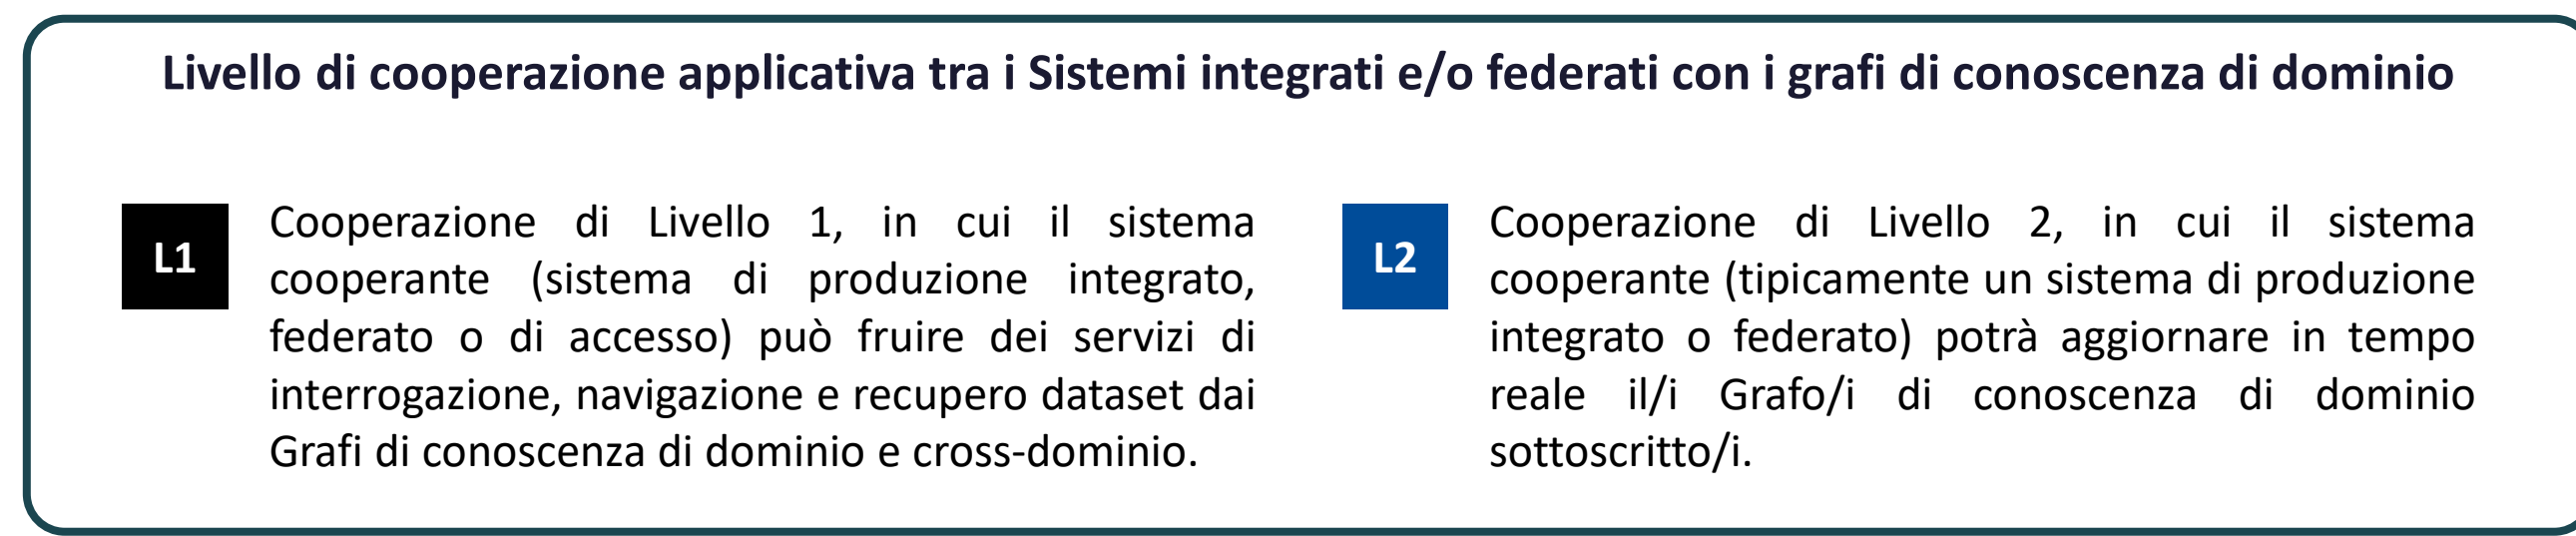 Livello di cooperazione applicativa tra i Sistemi integrati e/o federati con i grafi di conoscenza di dominio
L1
Cooperazione di Livello 1, in cui il sistema
cooperante (sistema di produzione integrato,
federato o di accesso) può fruire dei servizi di
interrogazione, navigazione e recupero dataset dai
Grafi di conoscenza di dominio e cross-dominio.
L2
Cooperazione di Livello 2, in cui il sistema
cooperante (tipicamente un sistema di produzione
integrato o federato) potrà aggiornare in tempo
reale il/i Grafo/i di conoscenza di dominio
sottoscritto/i.